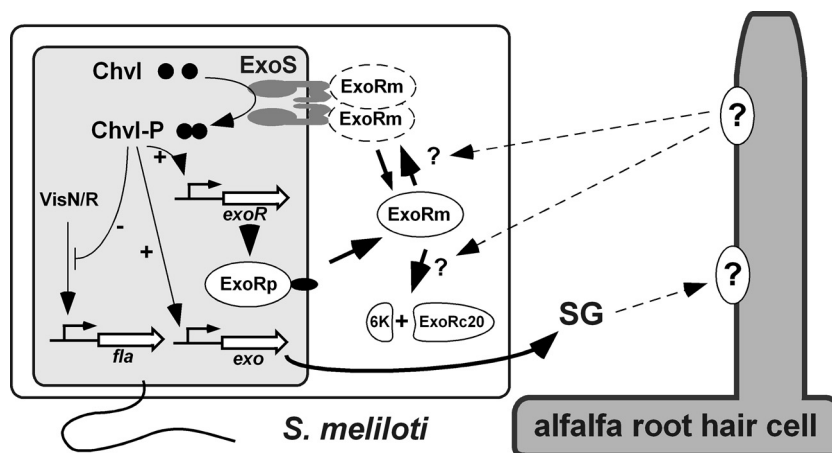 ChvI
ExoS
ExoRm
ExoRm
ChvI-P
+
?
?
VisN/R
exoR
ExoRm
-
+
ExoRp
?
?
6K + ExoRc20
SG
fla
exo
S. meliloti
alfalfa root hair cell